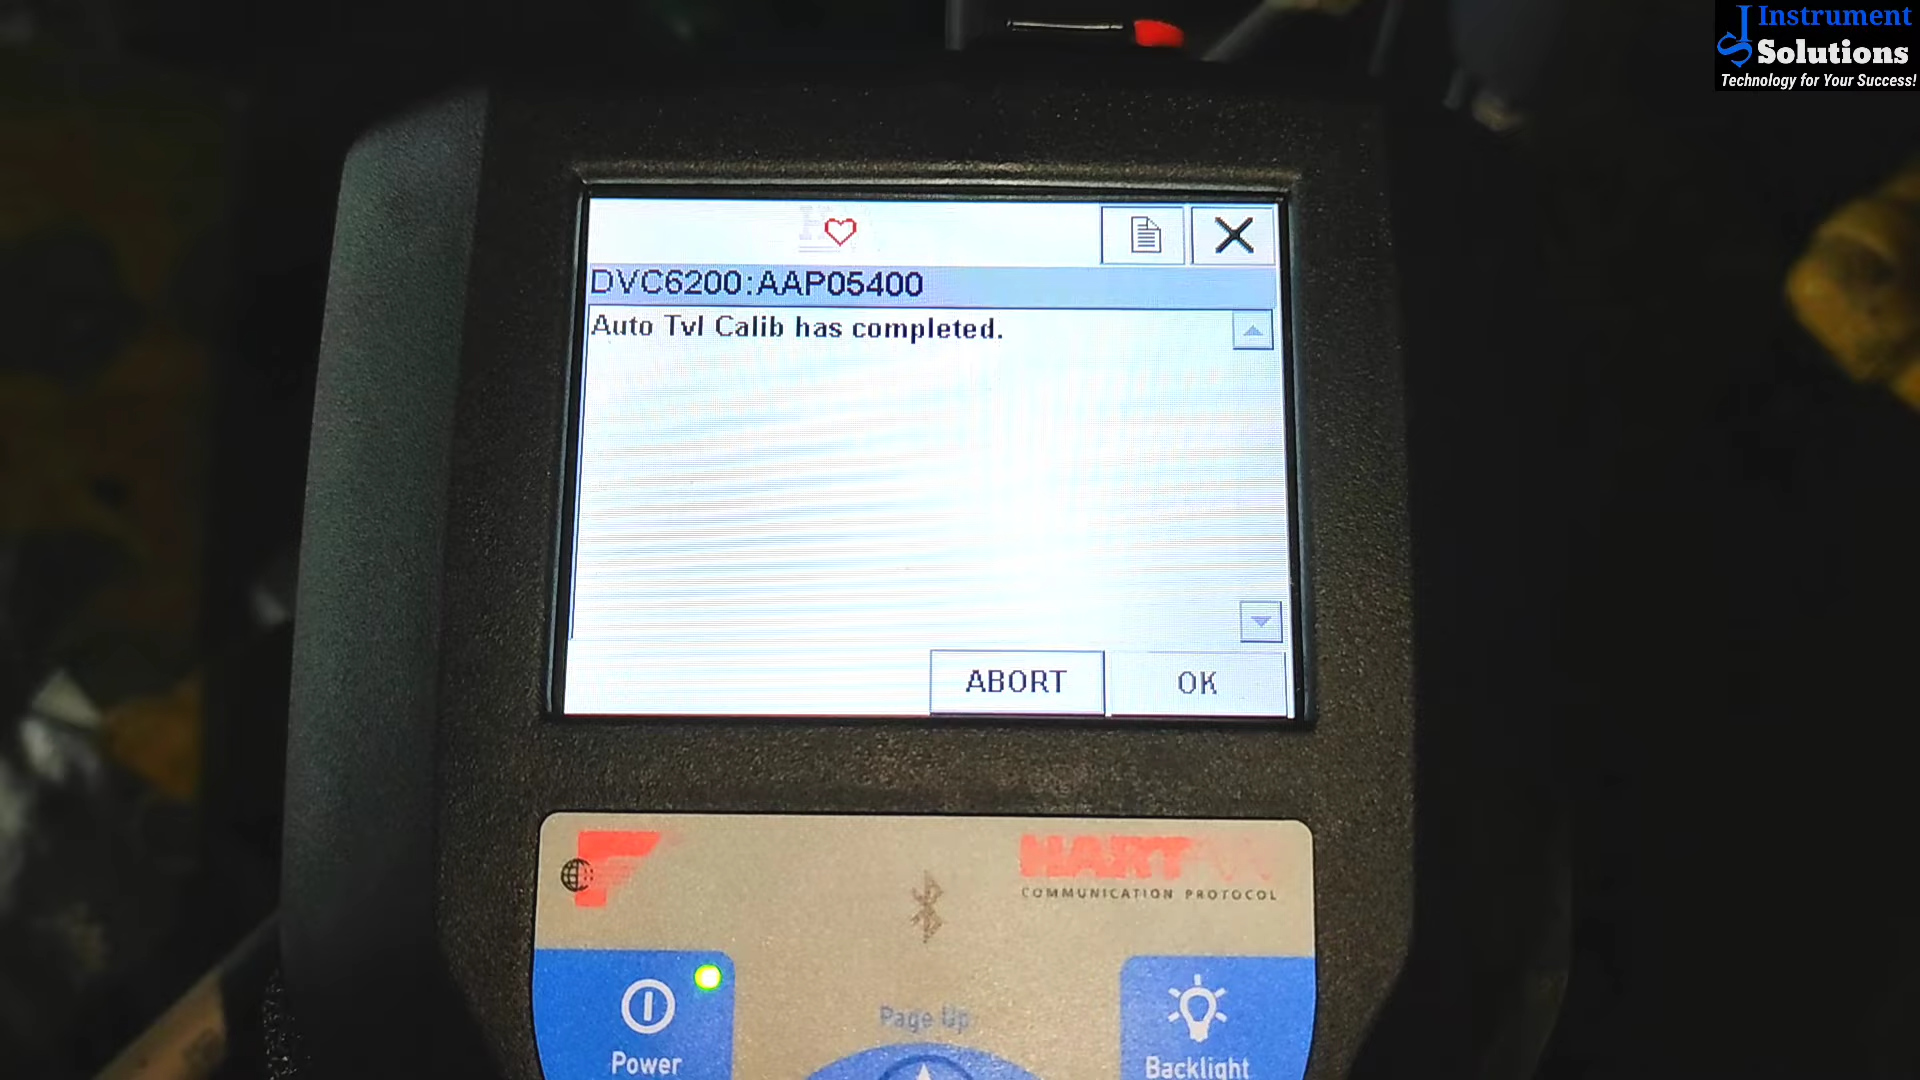 Instrument
Solutions
Technology for Your Success!
DVC6200:AAP05400
Auto Tvl Calib has completed.
ABORT
OK
HART
COMMUNICATION PROTOCOL
Page Up
Power
Backlight